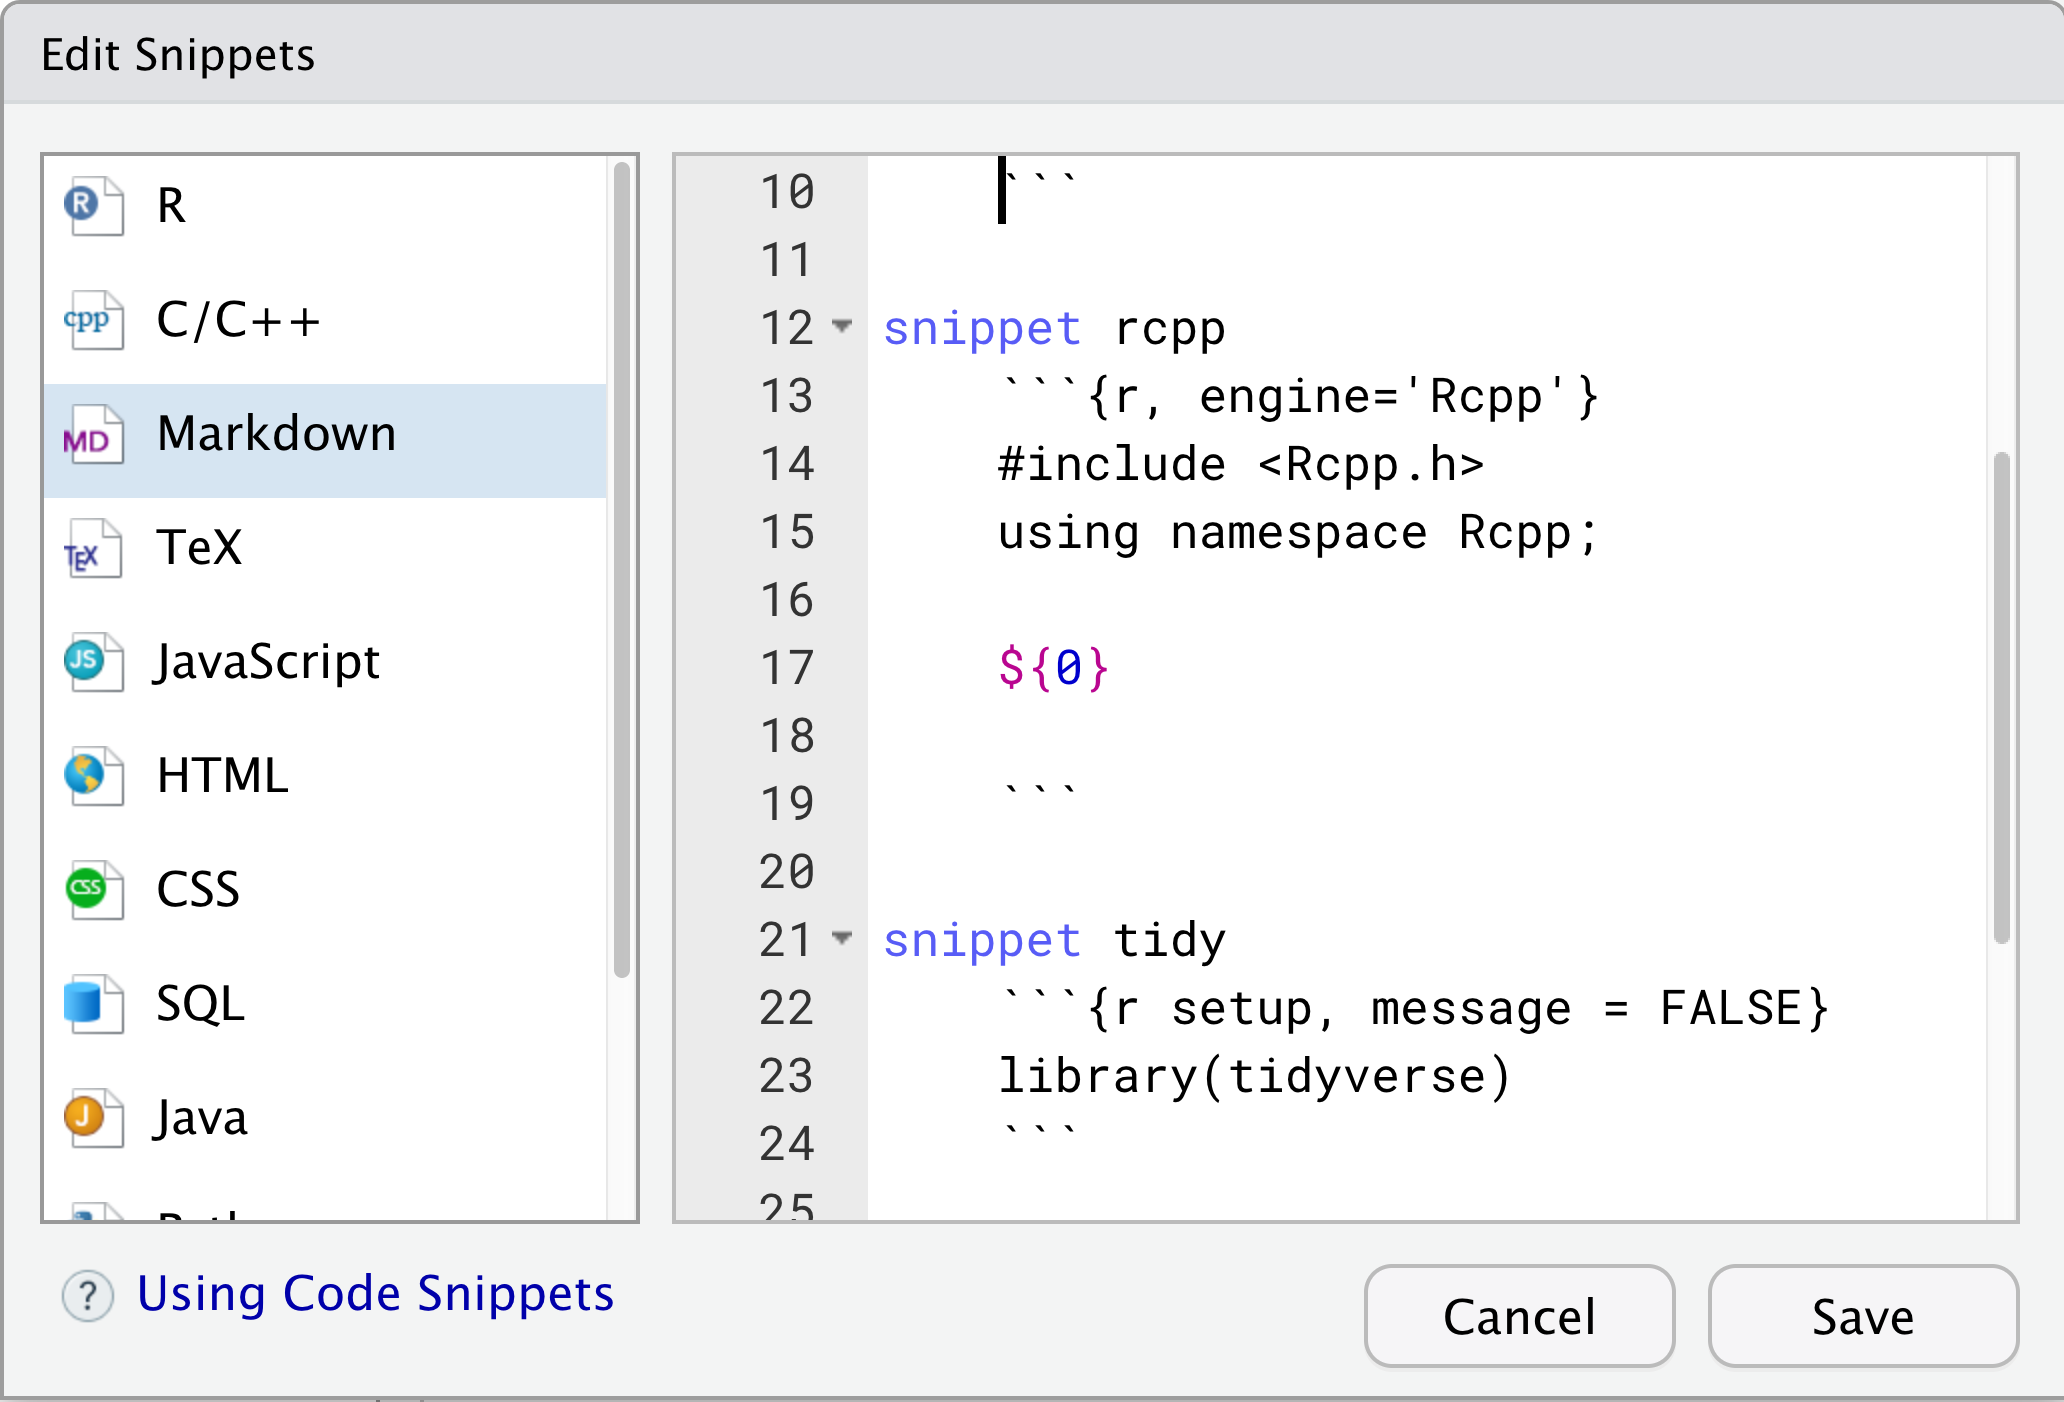 Edit Snippets
R
C/C++
Markdown
TeX
JavaScript
HTML
CSS
SQL
Java
10     ```
11
12 snippet rcpp
13     ```{r, engine='Rcpp'}
14     #include <Rcpp.h>
15     using namespace Rcpp;
16
17     ${0}
18
19     ```
20
21 snippet tidy
22     ```{r setup, message = FALSE}
23     library(tidyverse)
24     ```
25
? Using Code Snippets
Cancel
Save